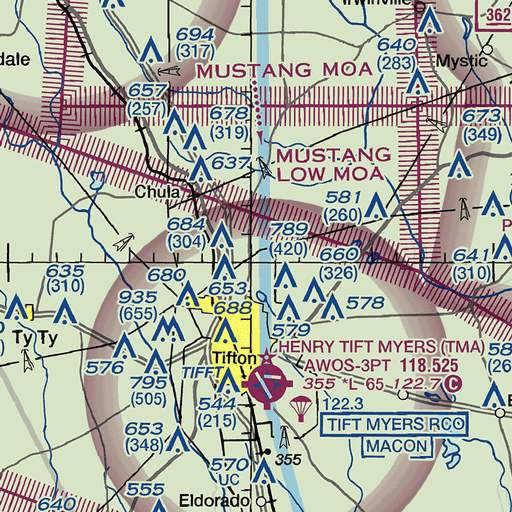 Irwinville
362
694
(317)
640
(283)
Mystic
dale
MUSTANG MOA
657
(257)
678
(319)
673
(349)
637
MUSTANG
LOW MOA
Chula
581
(260)
684
(304)
789
(420)
660
(326)
641
(310)
635
(310)
680
653
578
935
(655)
688
579
Ty Ty
HENRY TIFT MYERS (TMA)
Tifton
576
TIFFT
AWOS-3PT 118.525
355 *L 65 122.7 C
795
(505)
544
(215)
122.3
TIFT MYERS RCO
MACON
653
(348)
570
UC
355
555
640
Eldorado